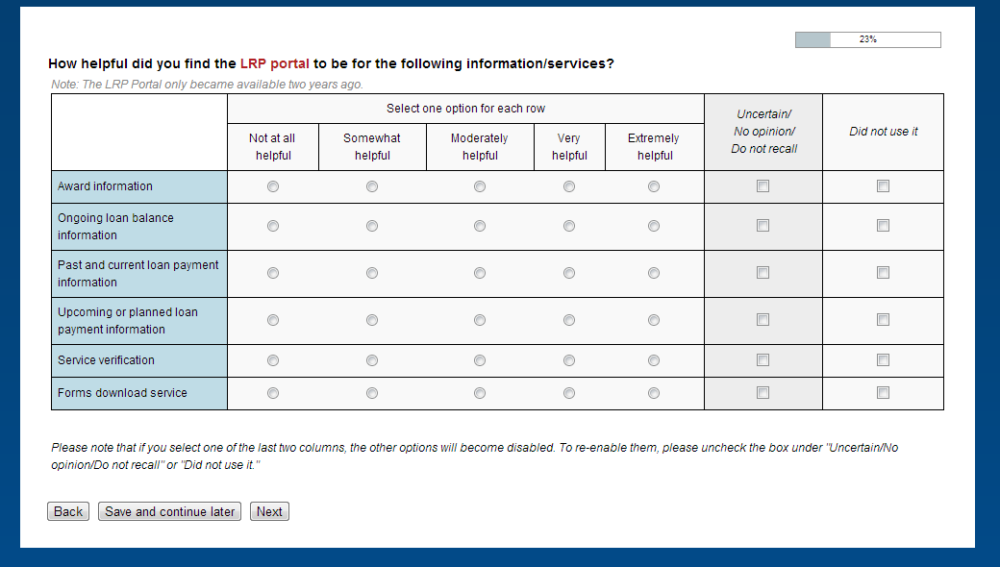 23%
How helpful did you find the LRP portal to be for the following information/services?
Note: The LRP Portal only became available two years ago.
Select one option for each row
Not at all
helpful
Somewhat
helpful
Moderately
helpful
Very
helpful
Extremely
helpful
Uncertain/
No opinion/
Do not recall
Did not use it
Award information
Ongoing loan balance
information
Past and current loan payment
information
Upcoming or planned loan
payment information
Service verification
Forms download service
Please note that if you select one of the last two columns, the other options will become disabled. To re-enable them, please uncheck the box under "Uncertain/No
opinion/Do not recall" or "Did not use it."
Back
Save and continue later
Next